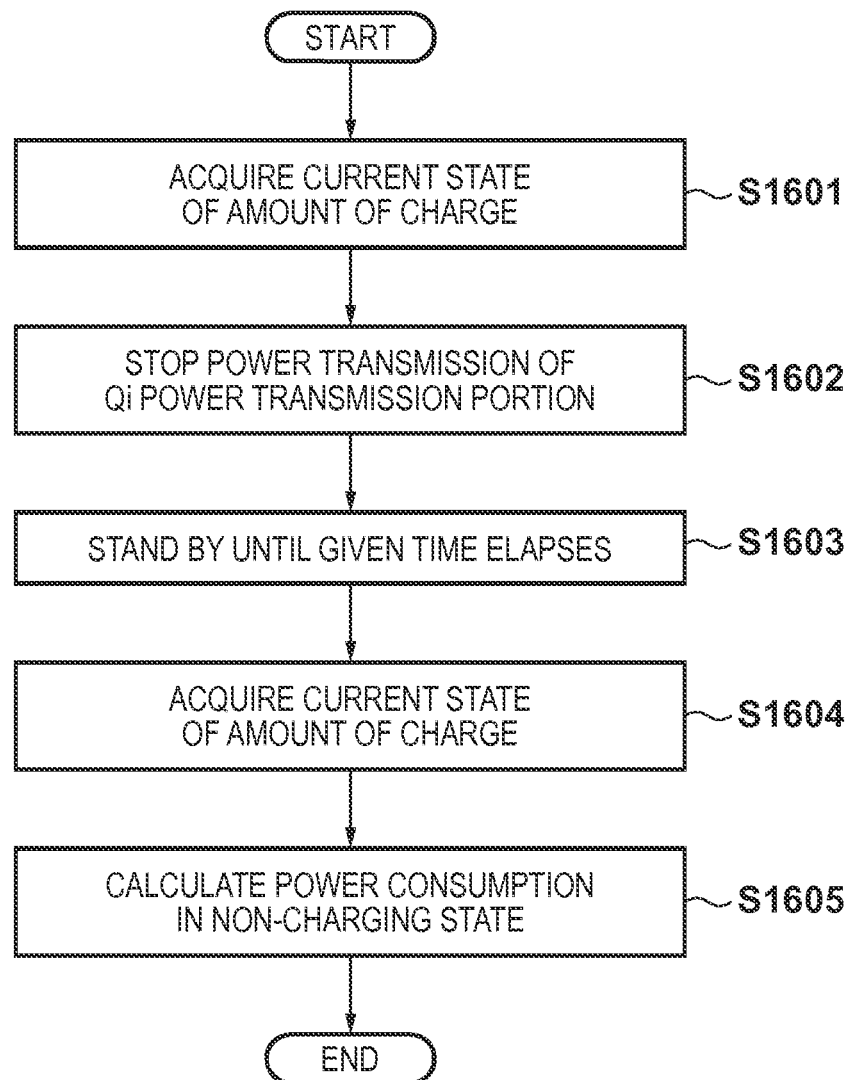 START
ACQUIRE CURRENT STATE
OF AMOUNT OF CHARGE
S1601
STOP POWER TRANSMISSION OF
Qi POWER TRANSMISSION PORTION
S1602
STAND BY UNTIL GIVEN TIME ELAPSES
S1603
ACQUIRE CURRENT STATE
OF AMOUNT OF CHARGE
S1604
CALCULATE POWER CONSUMPTION
IN NON-CHARGING STATE
S1605
END